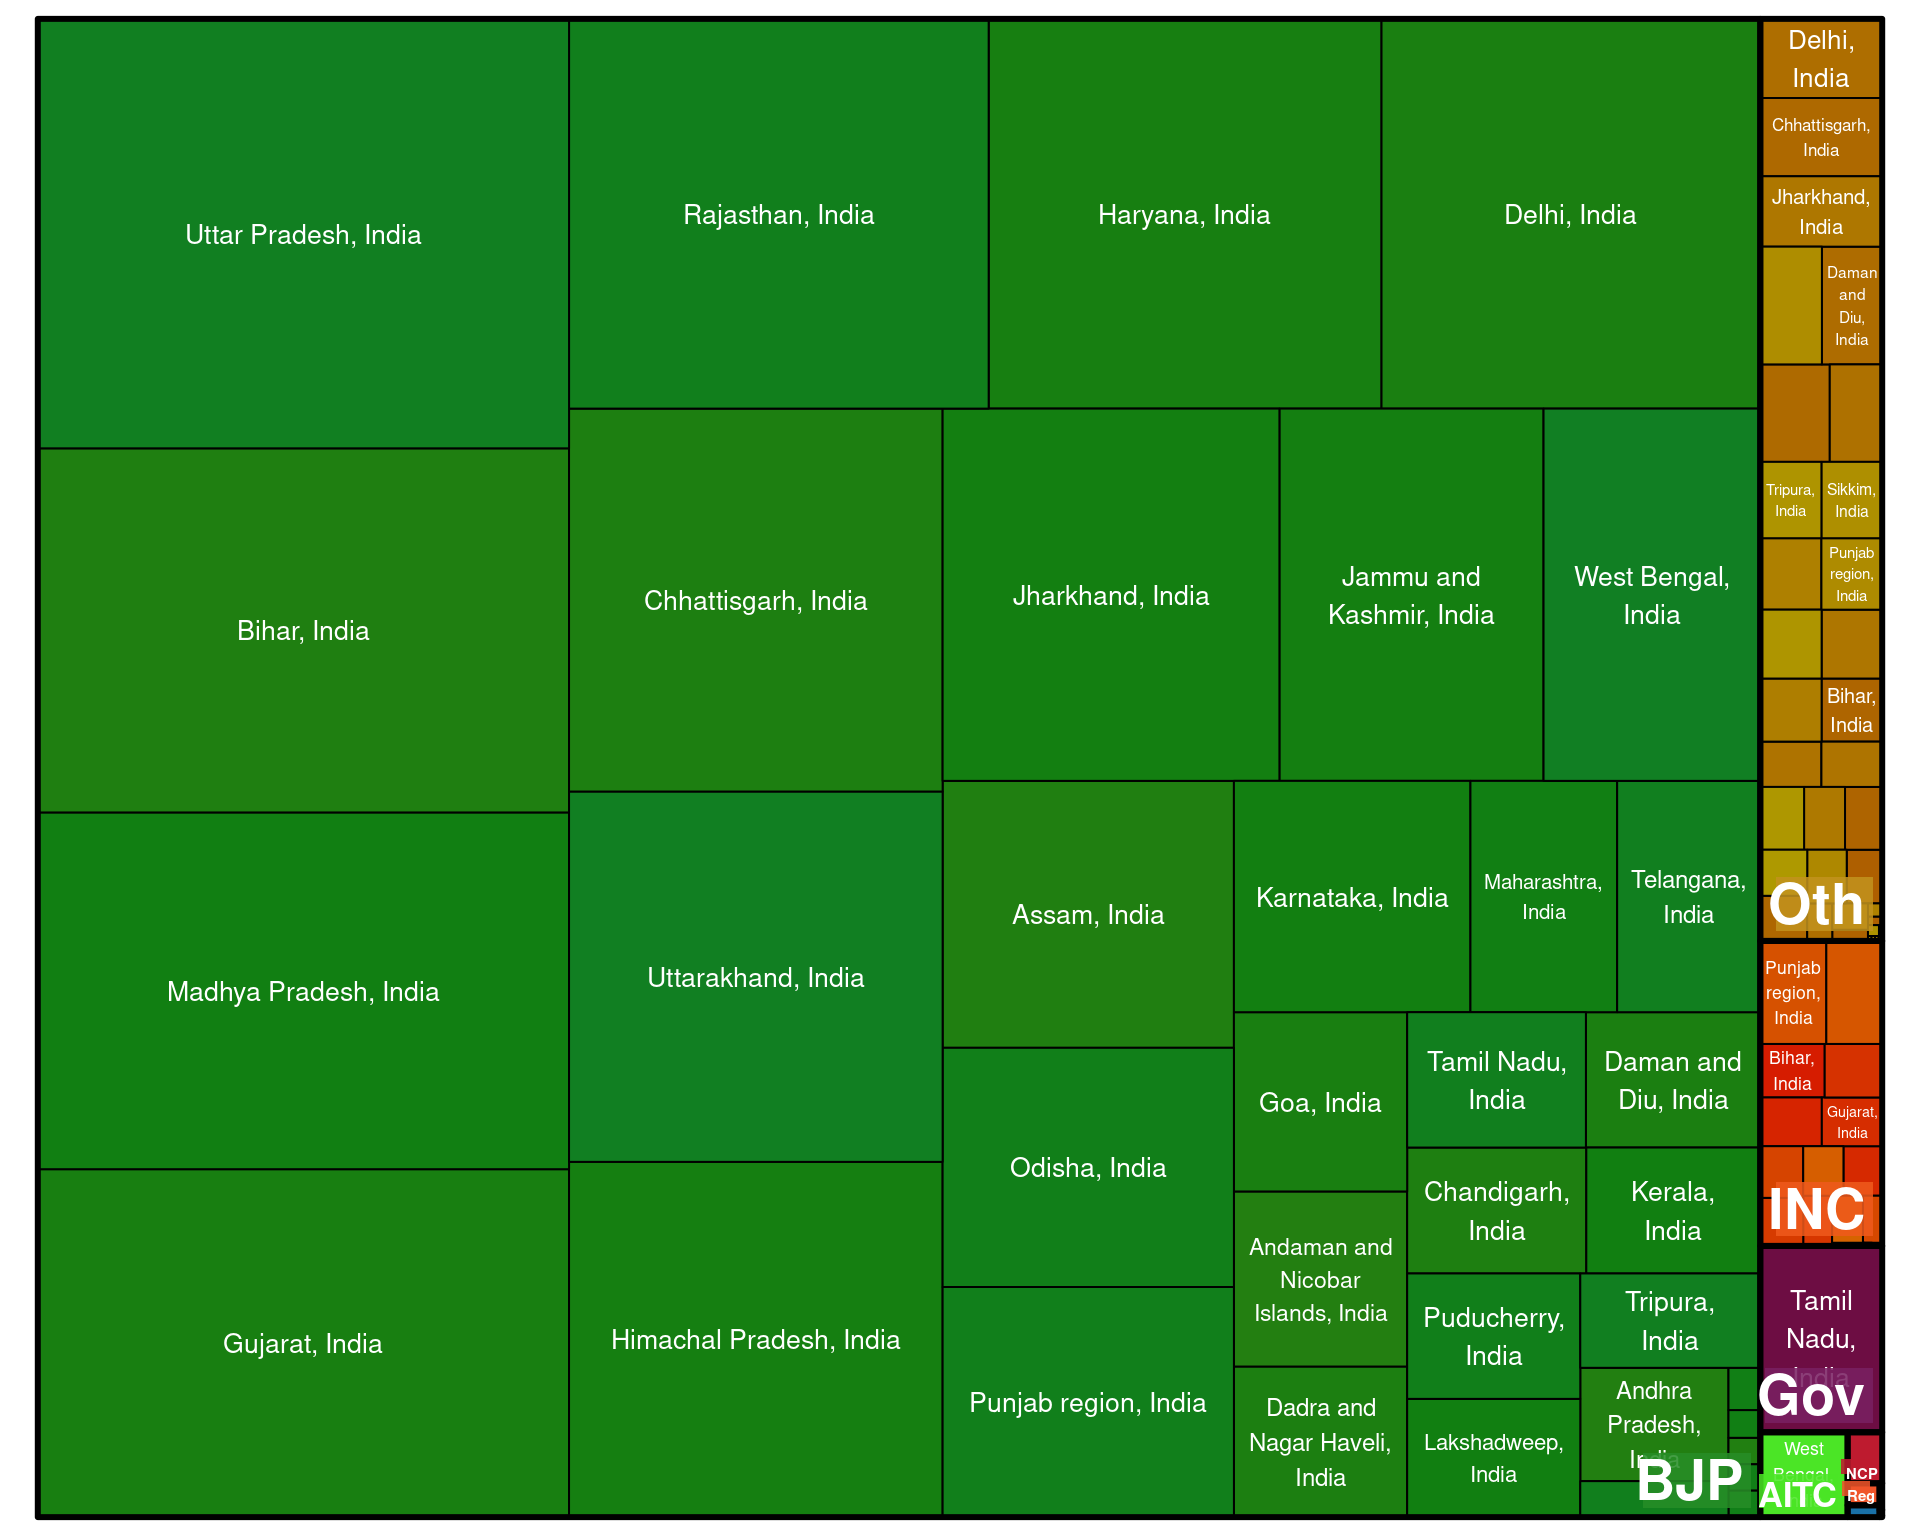 Uttar Pradesh, India
Rajasthan, India
Haryana, India
Delhi, India
Bihar, India
Chhattisgarh, India
Jharkhand, India
Jammu and
Kashmir, India
West Bengal,
India
Madhya Pradesh, India
Uttarakhand, India
Assam, India
Karnataka, India
Maharashtra,
India
Telangana,
India
Odisha, India
Goa, India
Tamil Nadu,
India
Daman and
Diu, India
Gujarat, India
Himachal Pradesh, India
Punjab region, India
Andaman and
Nicobar
Islands, India
Chandigarh,
India
Kerala,
India
Dadra and
Nagar Haveli,
India
Puducherry,
India
Tripura,
India
Lakshadweep,
India
Andhra
Pradesh,
India
BJP
Delhi,
India
Chhattisgarh,
India
Jharkhand,
India
Daman
and
Diu,
India
Tripura,
India
Sikkim,
India
Punjab
region,
India
Bihar,
India
Oth
Punjab
region,
India
Bihar,
India
Gujarat,
India
INC
Tamil
Nadu,
India
Gov
West
Bengal
AITC
NCP
Reg